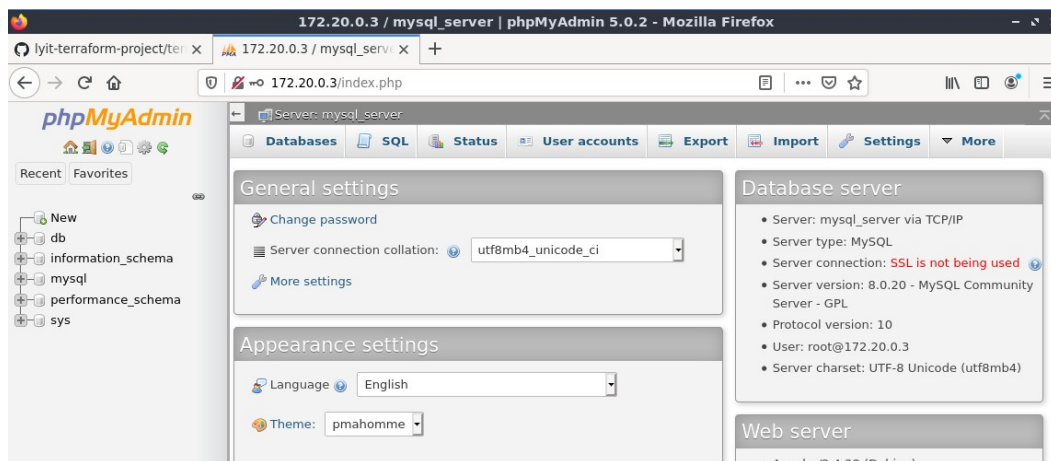 172.20.0.3 / mysql_server | phpMyAdmin 5.0.2 - Mozilla Firefox
lyit-terraform-project/ter
172.20.0.3 / mysql_serve
172.20.0.3/index.php
phpMyAdmin
Recent Favorites
New
db
information_schema
mysql
performance_schema
sys
Server: mysql_server
Databases SQL Status User accounts Export Import Settings More
General settings
Change password
Server connection collation: utf8mb4_unicode_ci
More settings
Appearance settings
Language English
Theme: pmahomme
Database server
Server: mysql_server via TCP/IP
Server type: MySQL
Server connection: SSL is not being used
Server version: 8.0.20 - MySQL Community
Server - GPL
Protocol version: 10
User: root@172.20.0.3
Server charset: UTF-8 Unicode (utf8mb4)
Web server